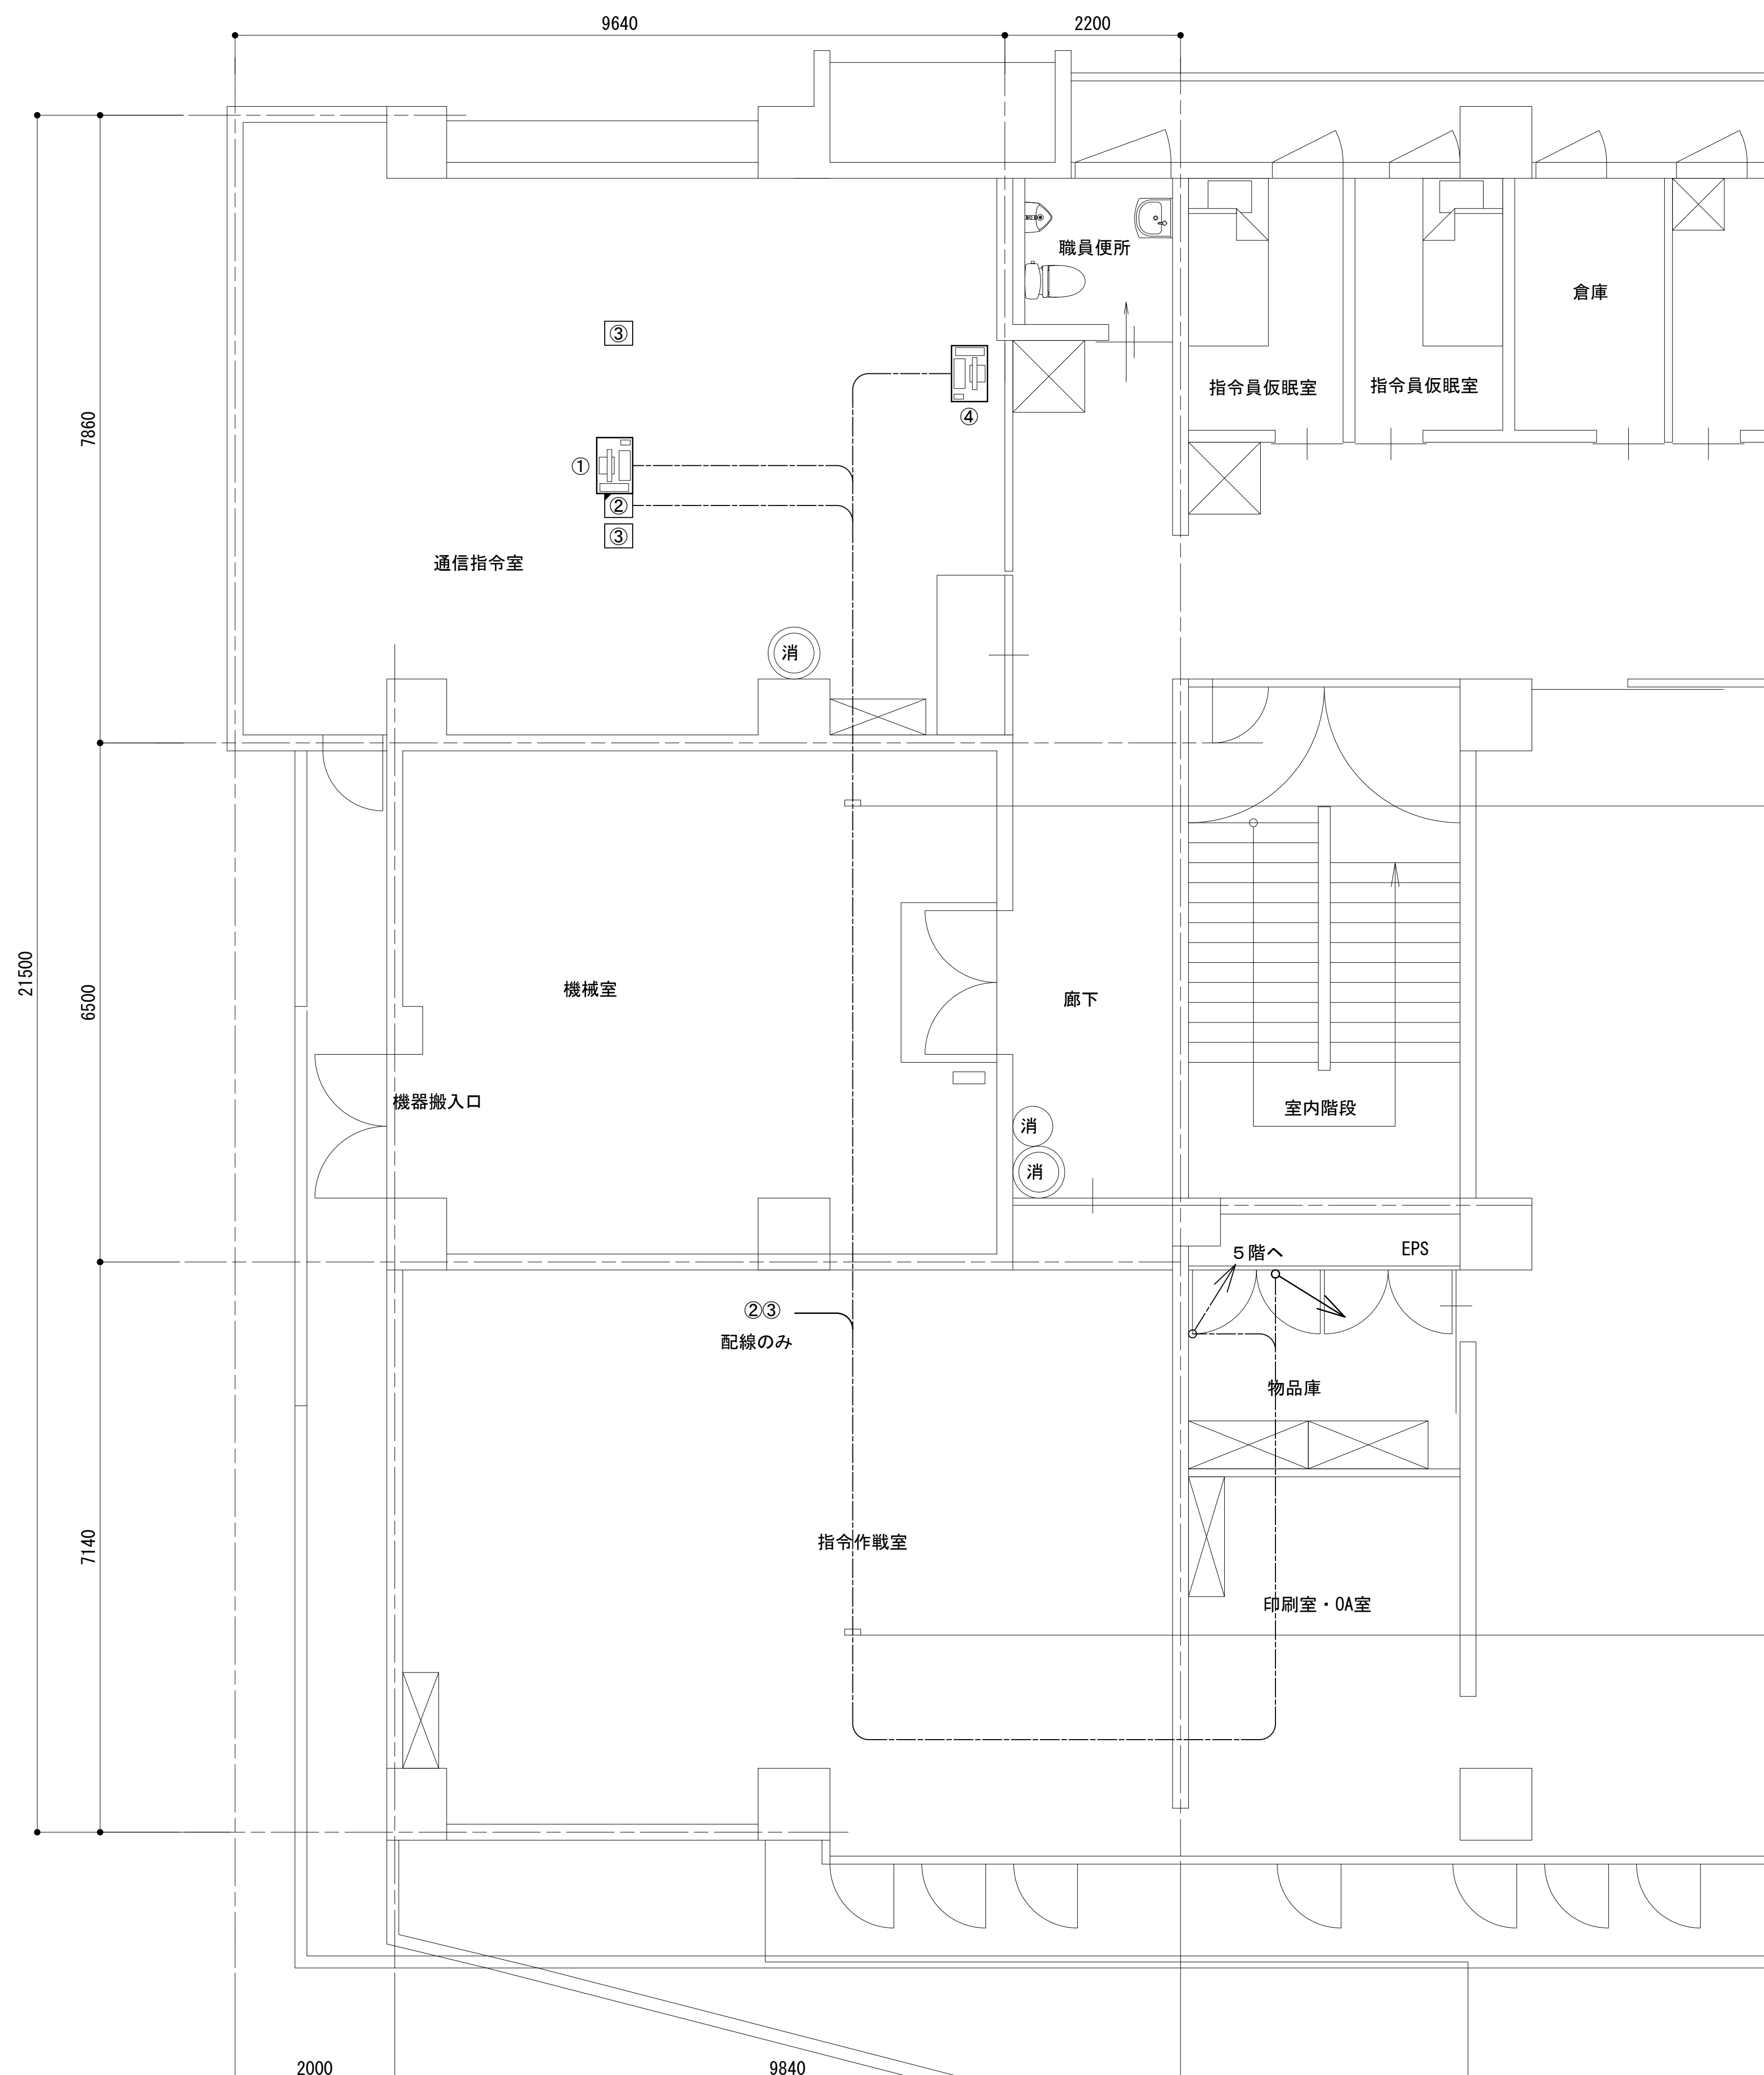 9640
2200
職員便所
倉庫
③
7860
指令員仮眠室
指令員仮眠室
④
①
②
③
通信指令室
消
21500
6500
機械室
廊下
機器搬入口
室内階段
消
消
5階へ
EPS
②③
配線のみ
物品庫
7140
指令作戦室
印刷室・OA室
2000
9840